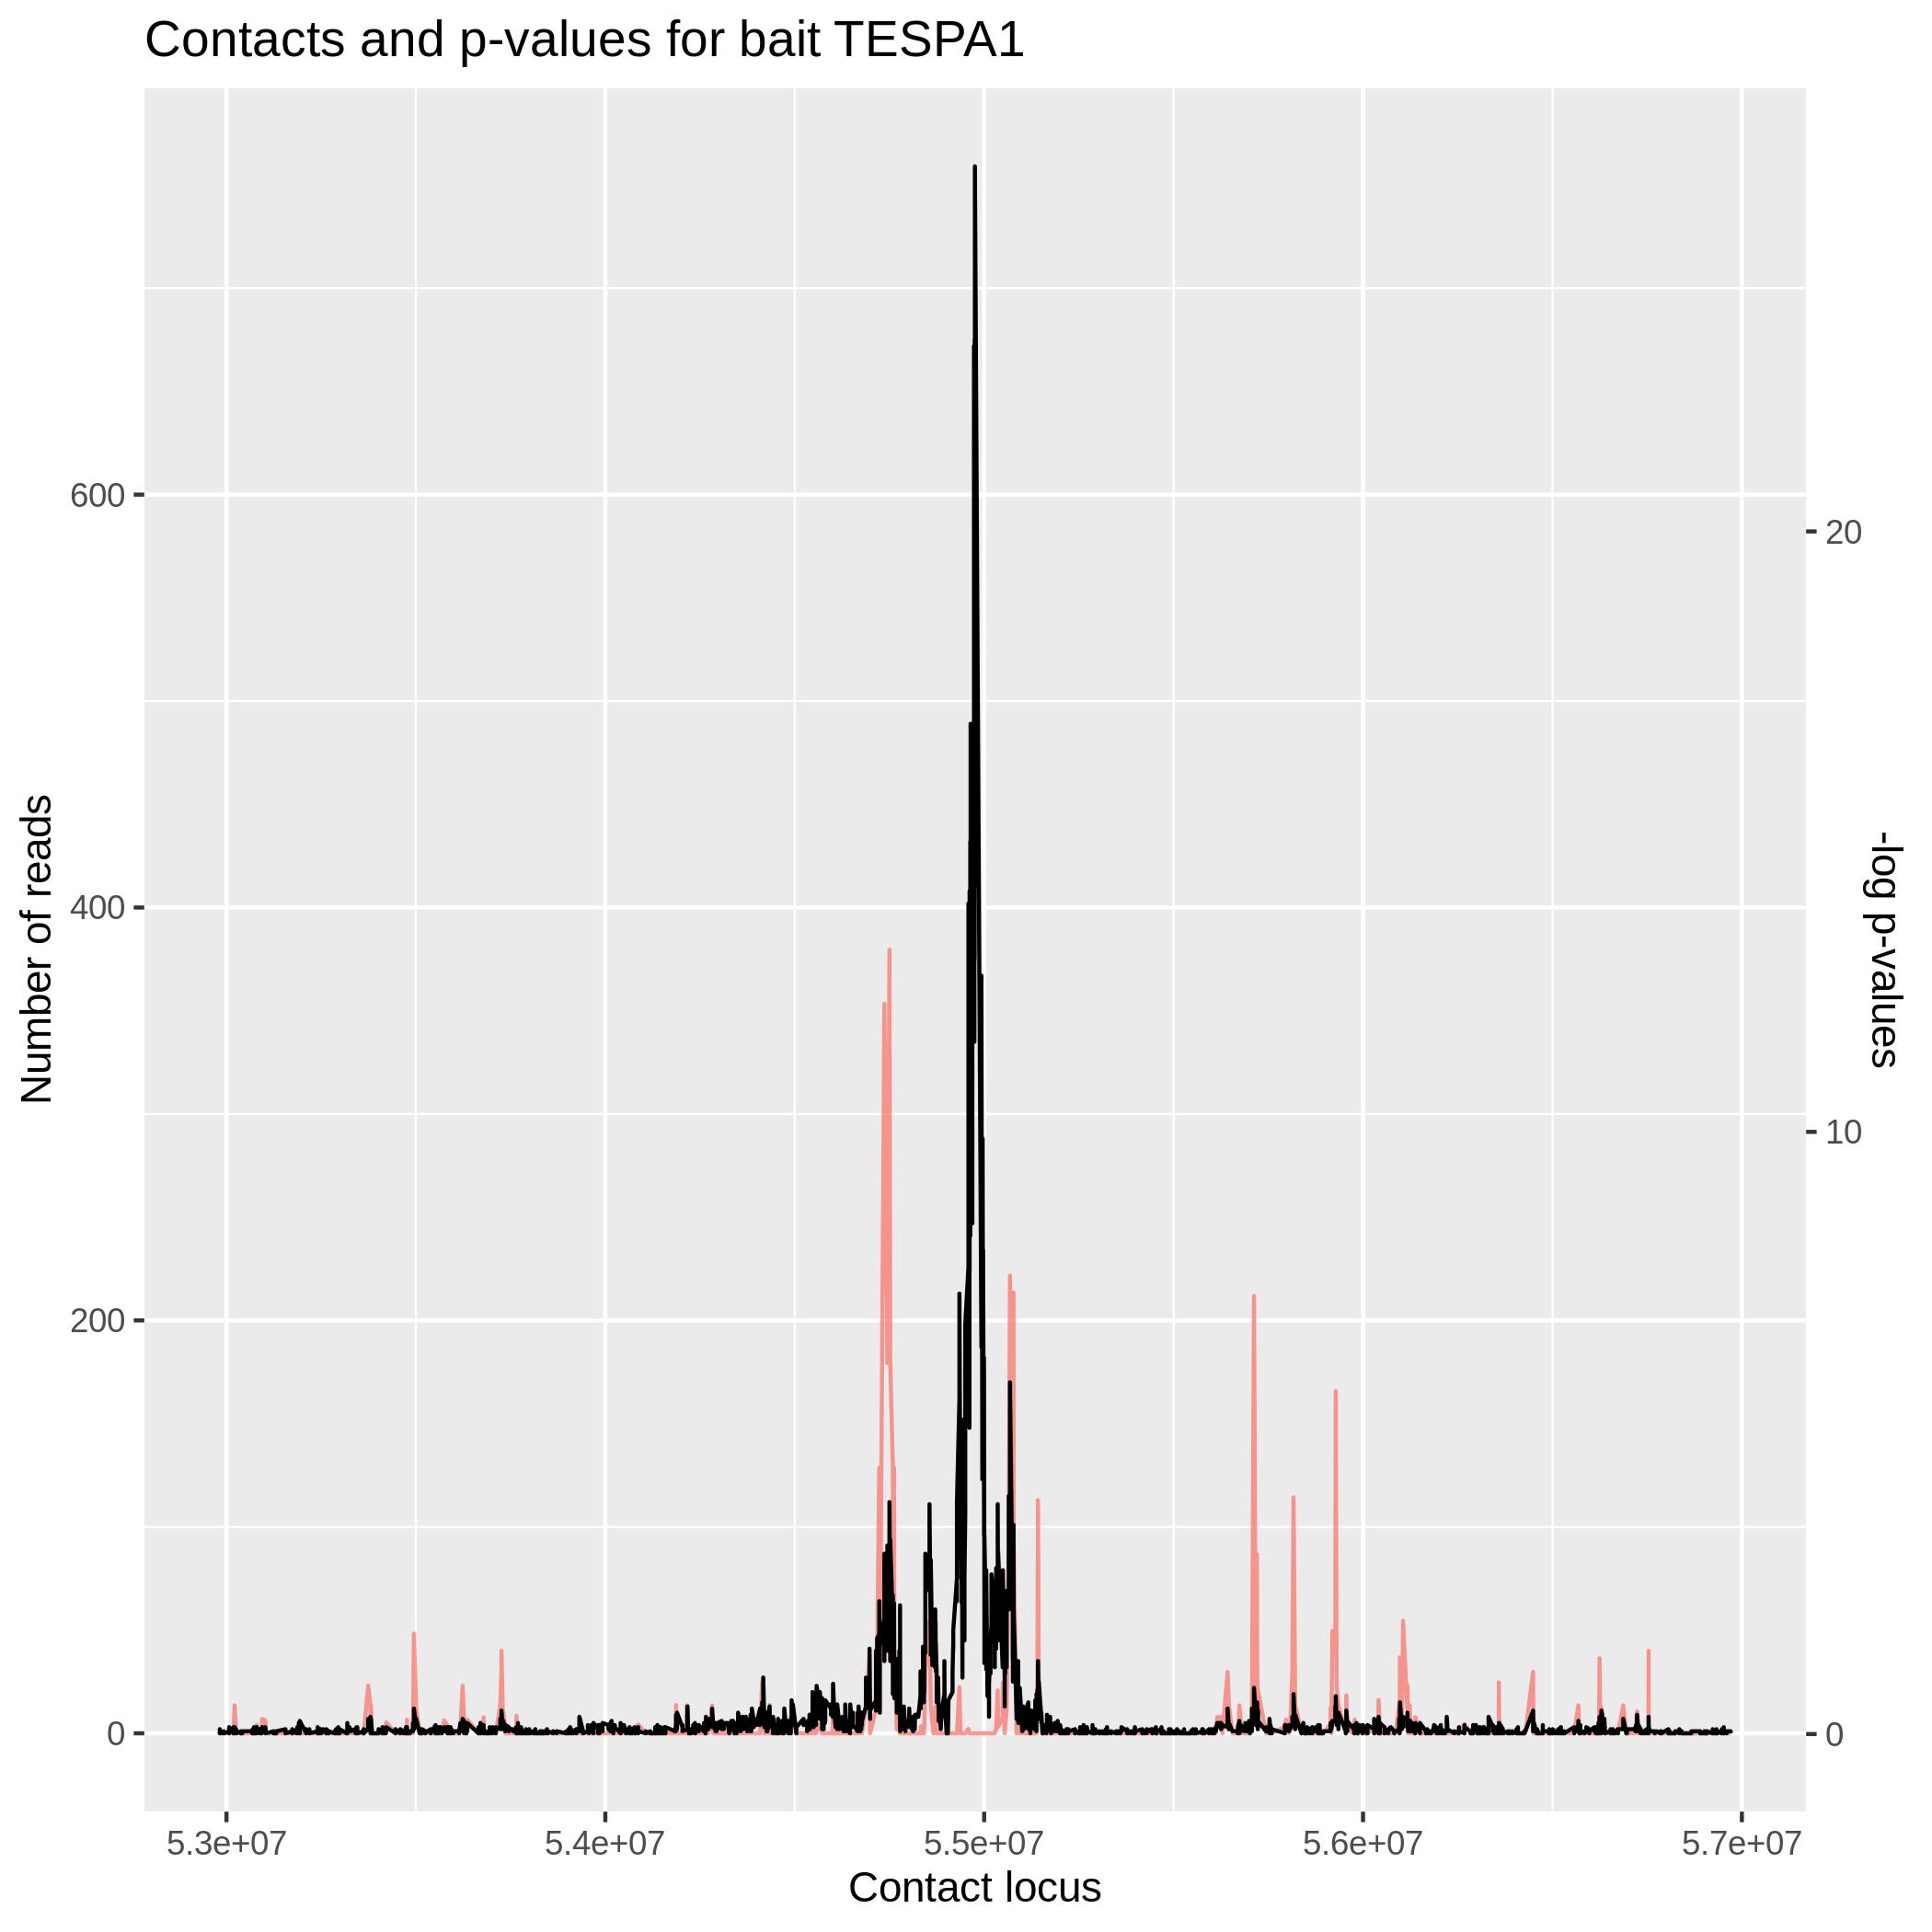 Contacts and p-values for bait TESPA1
Number of reads
600
400
200
0
20
10
0
-log p-values
5.3e+07
5.4e+07
5.5e+07
5.6e+07
5.7e+07
Contact locus